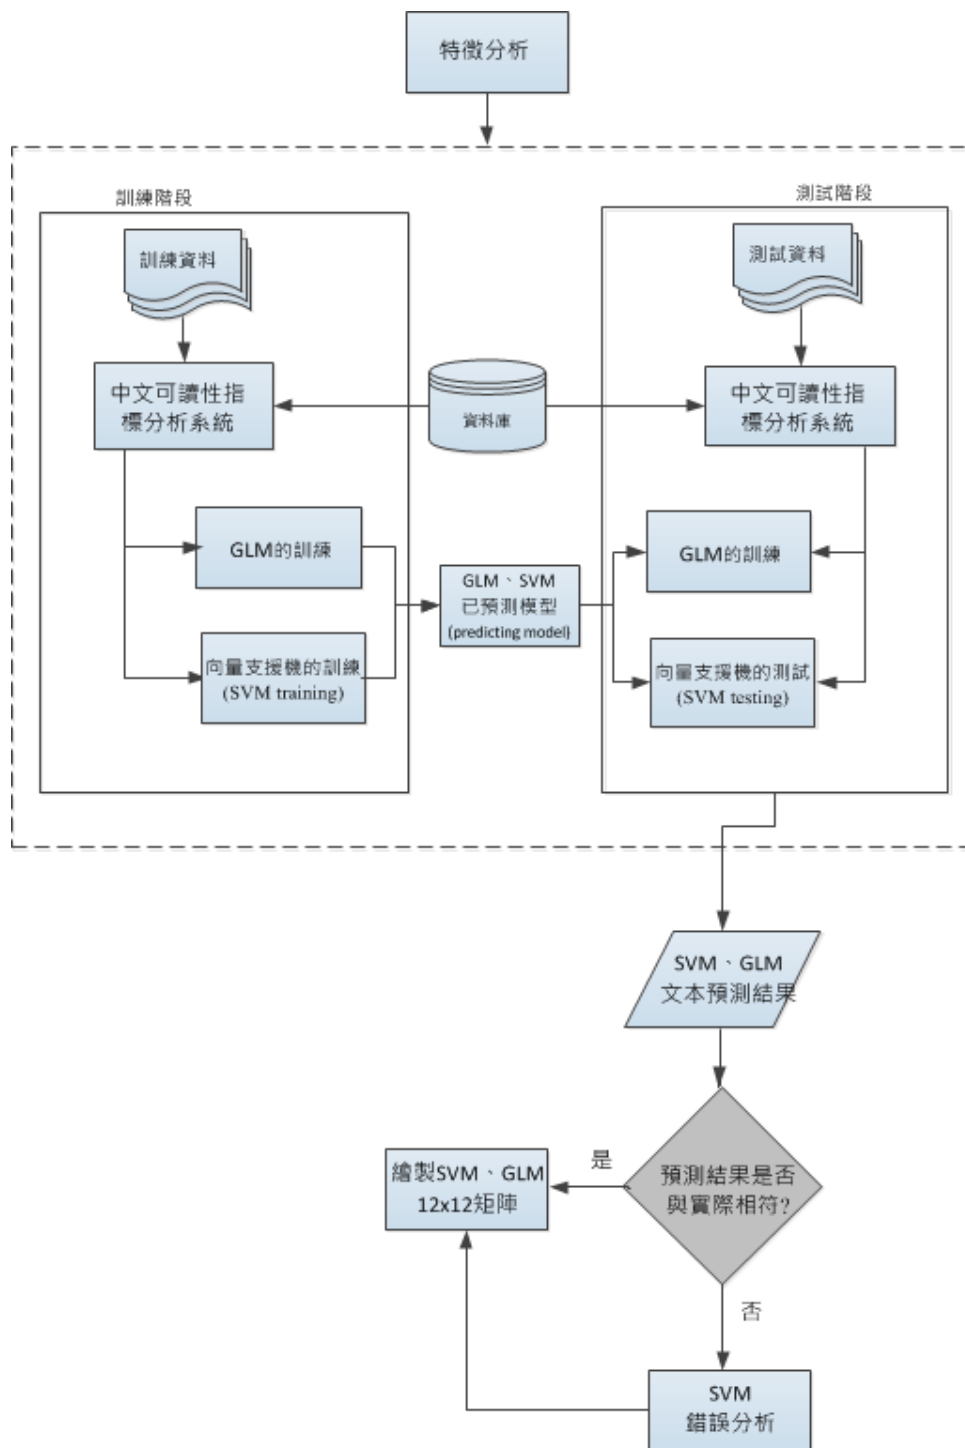 特徵分析
訓練階段
測試階段
訓練資料
測試資料
中文可讀性指
標分析系統
資料庫
中文可讀性指
標分析系統
GLM的訓練
GLM、SVM
已預測模型
(predicting model)
GLM的訓練
向量支援機的訓練
(SVM training)
向量支援機的測試
(SVM testing)
SVM、GLM
文本預測結果
預測結果是否
與實際相符?
是
繪製SVM、GLM
12x12矩陣
否
SVM
錯誤分析